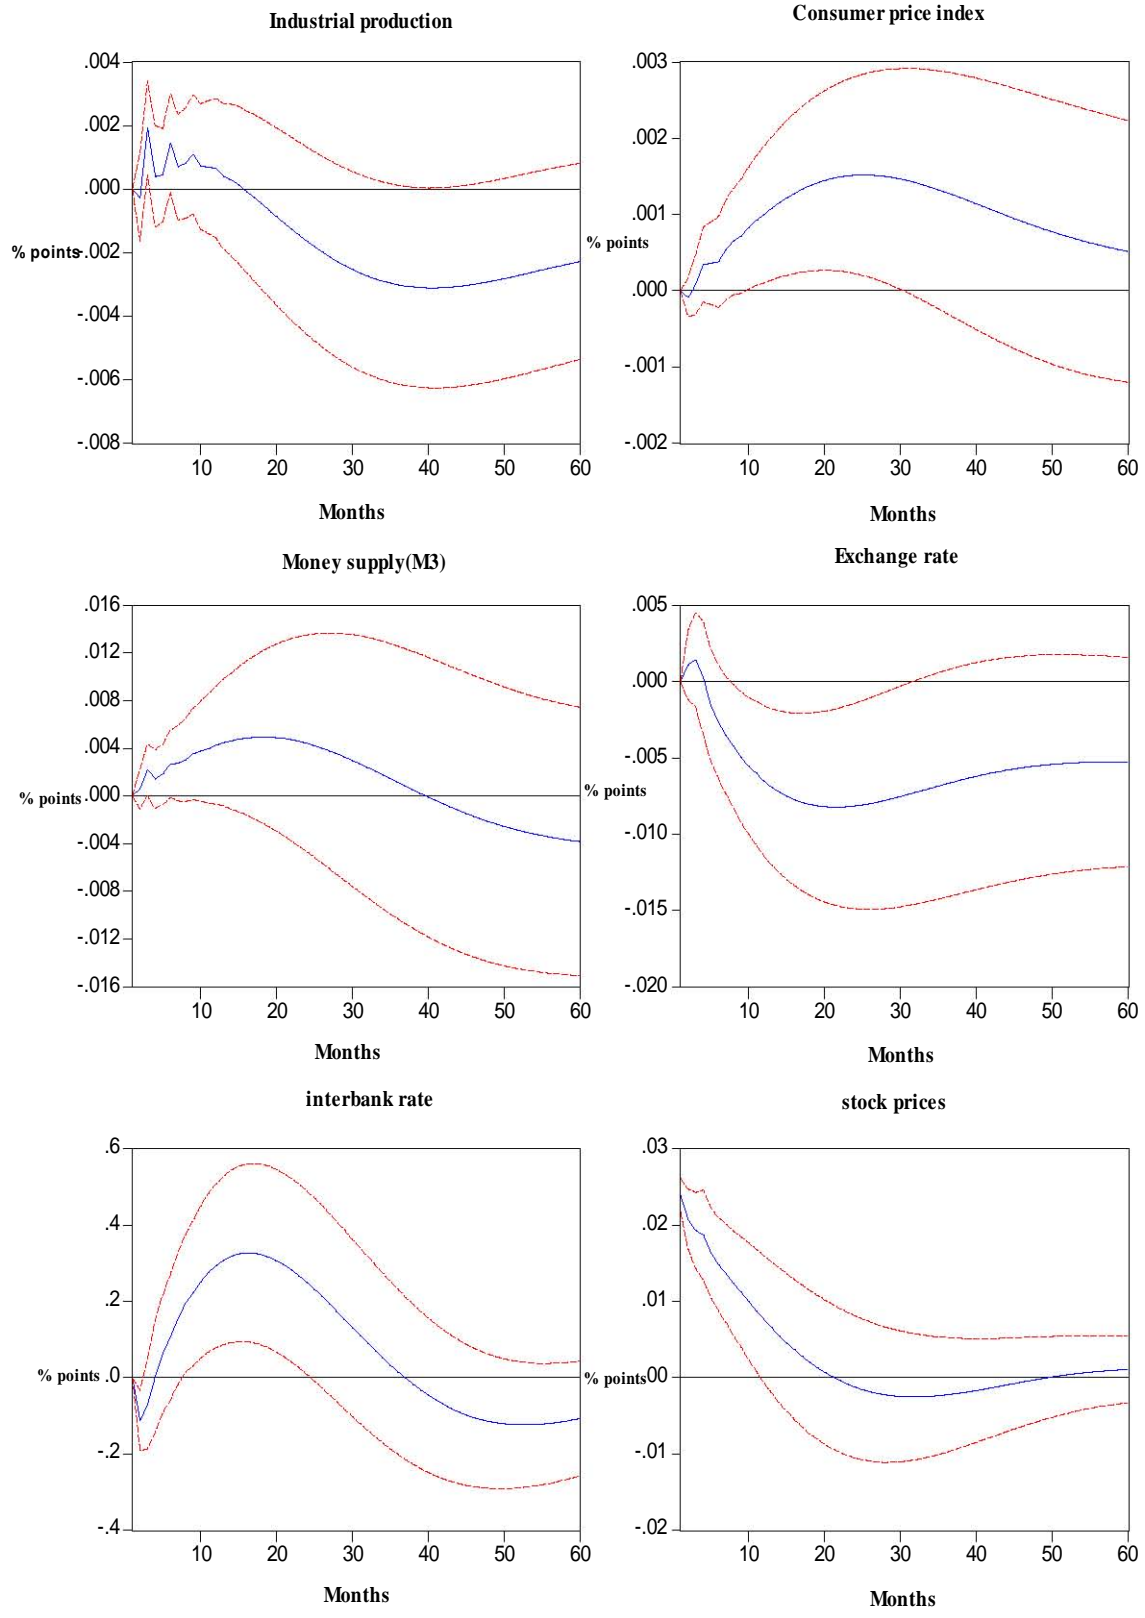 Industrial production
.004
.002
.000
-.002
-.004
-.006
-.008
% points
10 20 30 40 50 60
Months
Consumer price index
.003
.002
.001
.000
-.001
-.002
% points
10 20 30 40 50 60
Months
Money supply(M3)
.016
.012
.008
.004
.000
-.004
-.008
-.012
-.016
% points
10 20 30 40 50 60
Months
Exchange rate
.005
.000
-.005
-.010
-.015
-.020
% points
10 20 30 40 50 60
Months
interbank rate
.6
.4
.2
.0
-.2
-.4
% points
10 20 30 40 50 60
Months
stock prices
.03
.02
.01
.00
-.01
-.02
% points
10 20 30 40 50 60
Months